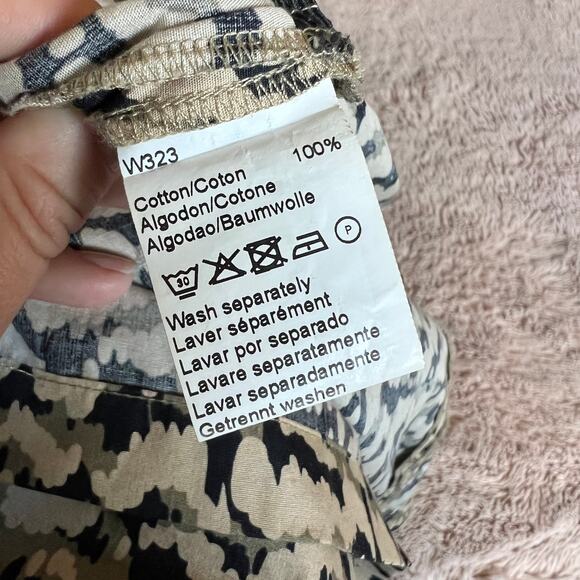 W323
100%
Cotton/Coton
Algodon/Cotone
Algodao/Baumwolle
30
P
Wash separately
Laver séparément
Lavar por separado
Lavare separatamente
Lavar separadamente
Getrennt washen